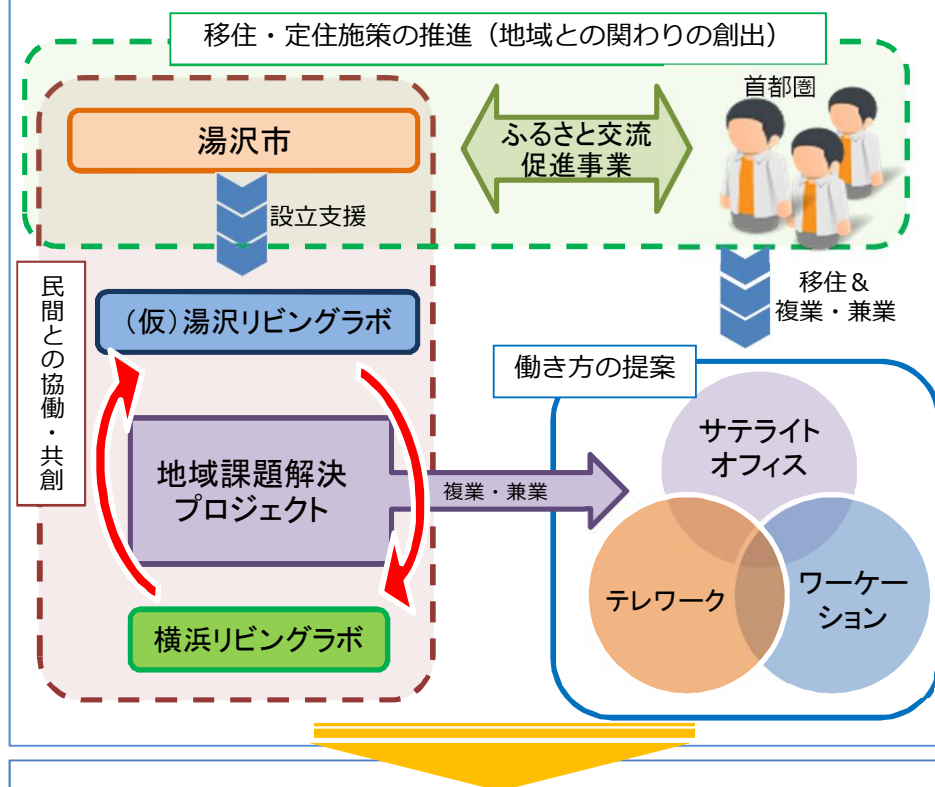 移住・定住施策の推進（地域との関わりの創出）
首都圏
湯沢市
ふるさと交流
促進事業
設立支援
移住＆
複業・兼業
民間との協働・共創
（仮）湯沢リビングラボ
働き方の提案
サテライト
オフィス
地域課題解決
プロジェクト
複業・兼業
テレワーク
ワーケー
ション
横浜リビングラボ